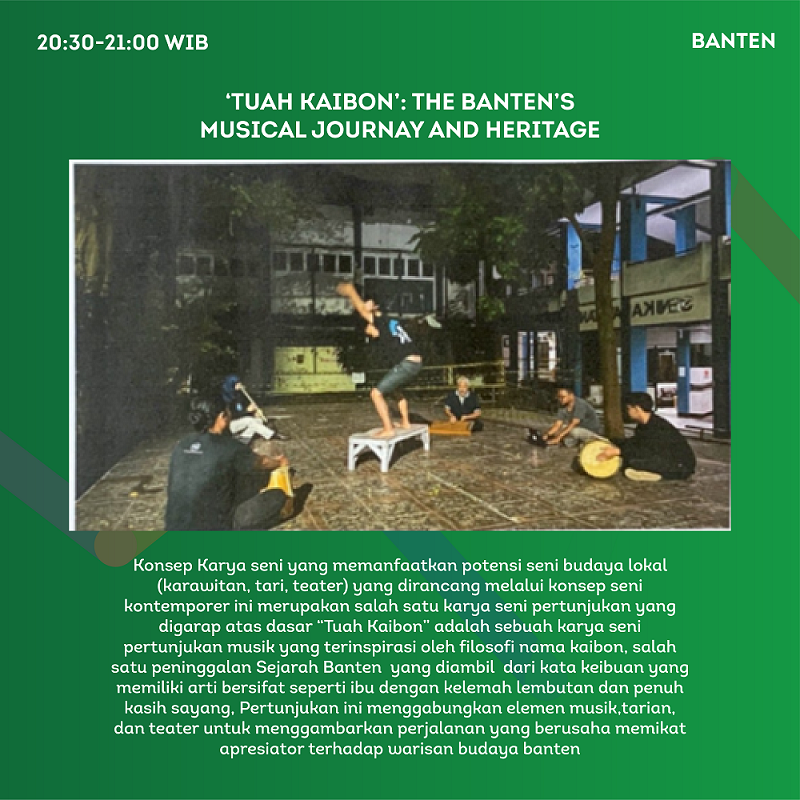 20:30-21:00 WIB
BANTEN
‘TUAH KAIBON’: THE BANTEN’S
MUSICAL JOURNAY AND HERITAGE
Konsep Karya seni yang memanfaatkan potensi seni budaya lokal
(karawitan, tari, teater) yang dirancang melalui konsep seni
kontemporer ini merupakan salah satu karya seni pertunjukan yang
digarap atas dasar “Tuah Kaibon” adalah sebuah karya seni
pertunjukan musik yang terinspirasi oleh filosofi nama kaibon, salah
satu peninggalan Sejarah Banten  yang diambil  dari kata keibuan yang
memiliki arti bersifat seperti ibu dengan kelemah lembutan dan penuh
kasih sayang, Pertunjukan ini menggabungkan elemen musik,tarian,
dan teater untuk menggambarkan perjalanan yang berusaha memikat
apresiator terhadap warisan budaya banten